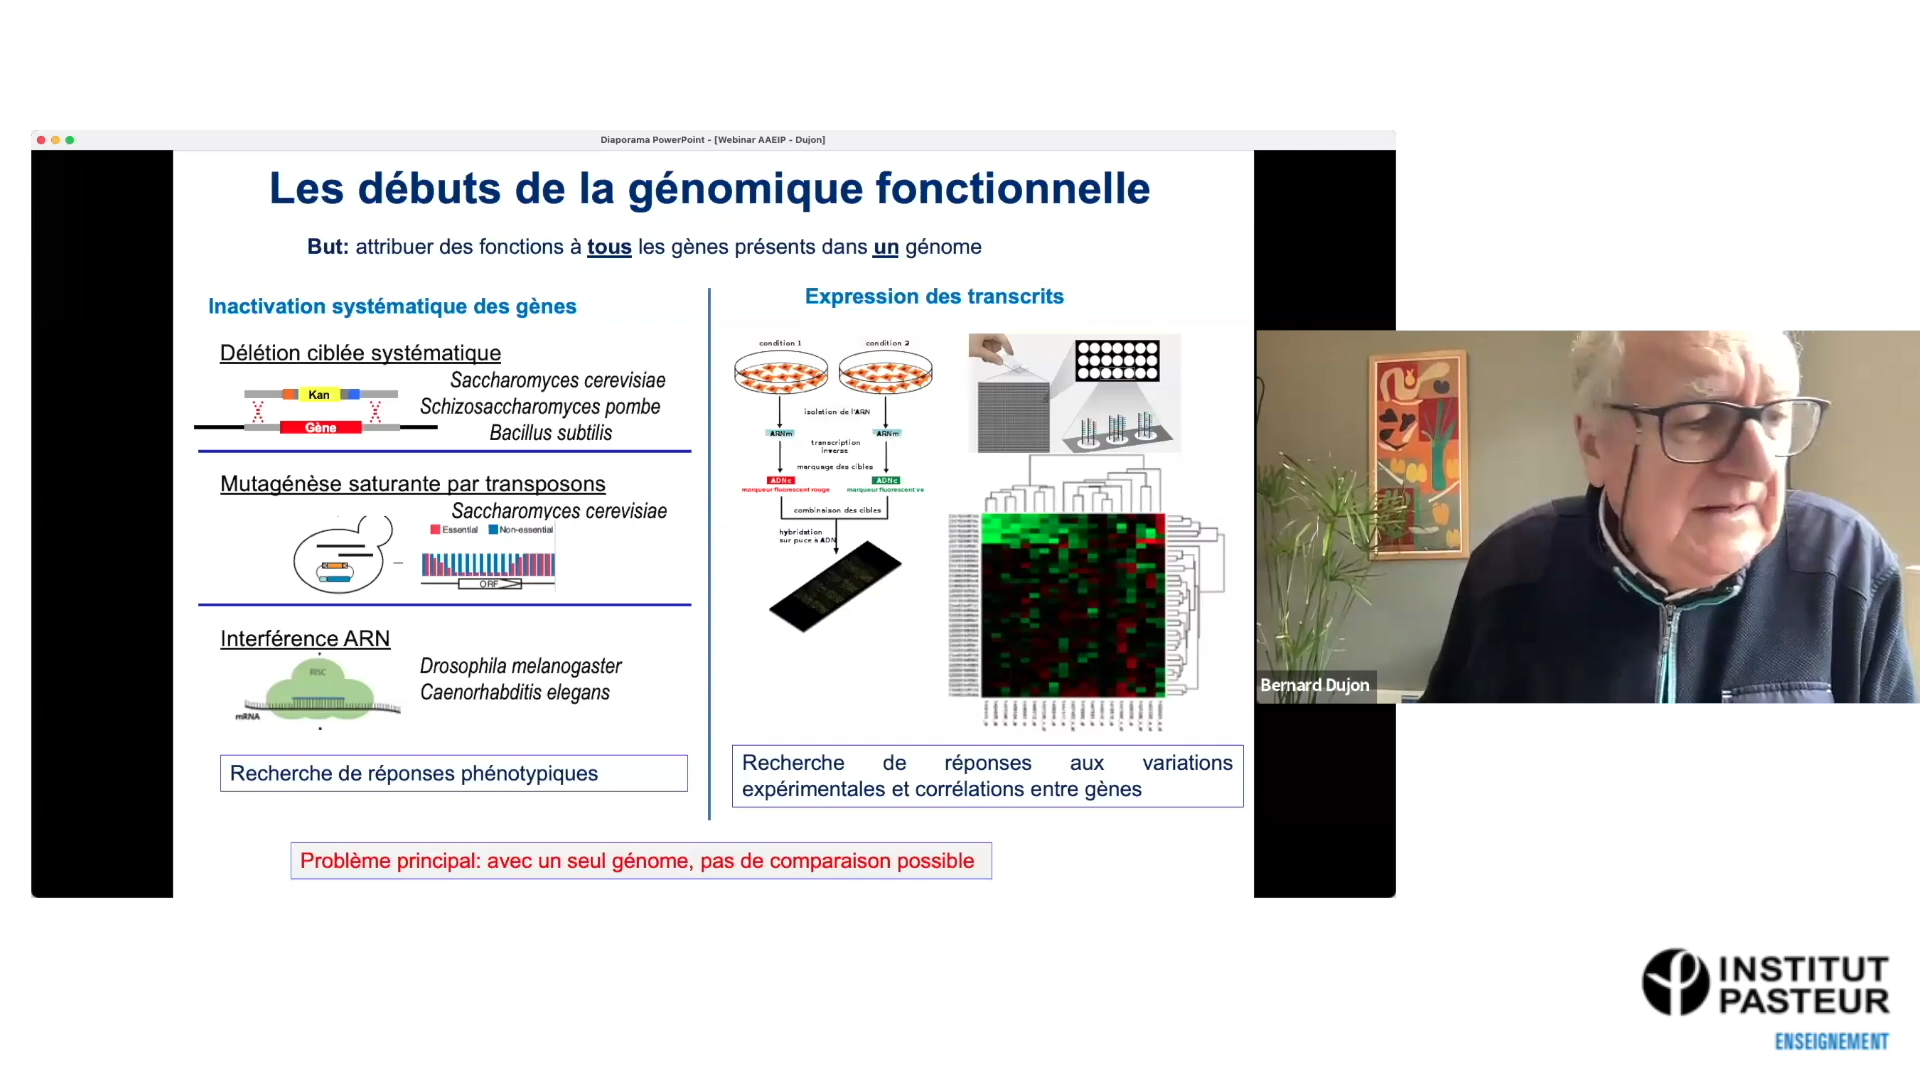 Diaporama PowerPoint - [Webinar AAEIP - Dujon]
Les débuts de la génomique fonctionnelle
But: attribuer des fonctions à tous les gènes présents dans un génome
Inactivation systématique des gènes
Délétion ciblée systématique
Saccharomyces cerevisiae
Schizosaccharomyces pombe
Bacillus subtilis
Kan
Gène
Mutagénèse saturante par transposons
Saccharomyces cerevisiae
Essential Non-essential
ORF
Interférence ARN
RISC
mRNA
Drosophila melanogaster
Caenorhabditis elegans
Recherche de réponses phénotypiques
Expression des transcrits
condition 1 condition 2
isolation de l'ARN
ARNm ARNm
transcription
inverse
marquage des cibles
ADNc ADNc
marqueur fluorescent rouge marqueur fluorescent ve
combinaison des cibles
hybridation
sur puce à ADN
Recherche de réponses aux variations
expérimentales et corrélations entre gènes
Problème principal: avec un seul génome, pas de comparaison possible
Bernard Dujon
INSTITUT
PASTEUR
ENSEIGNEMENT